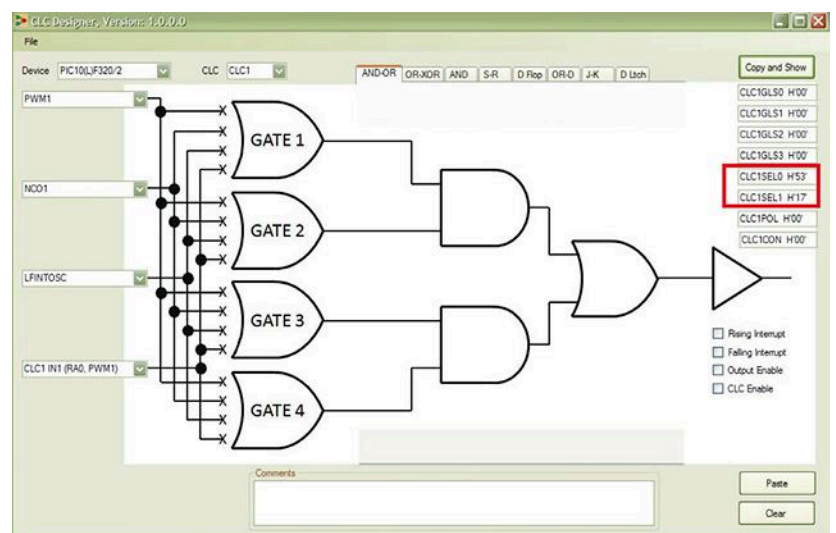 CLC Designer, Version: 1.0.0.0
File
Device PIC10(L)F320/2 CLC CLC1
AND-OR OR-XOR AND S-R D Flop OR-D J-K D Ltch
Copy and Show
PWM1
NCO1
LFINTOSC
CLC1 IN1 (RA0, PWM1)
GATE 1
GATE 2
GATE 3
GATE 4
CLC1GLS0 H'00'
CLC1GLS1 H'00'
CLC1GLS2 H'00'
CLC1GLS3 H'00'
CLC1SEL0 H'53'
CLC1SEL1 H'17'
CLC1POL H'00'
CLC1CON H'00'
Rising Interrupt
Falling Interrupt
Output Enable
CLC Enable
Comments
Paste
Clear